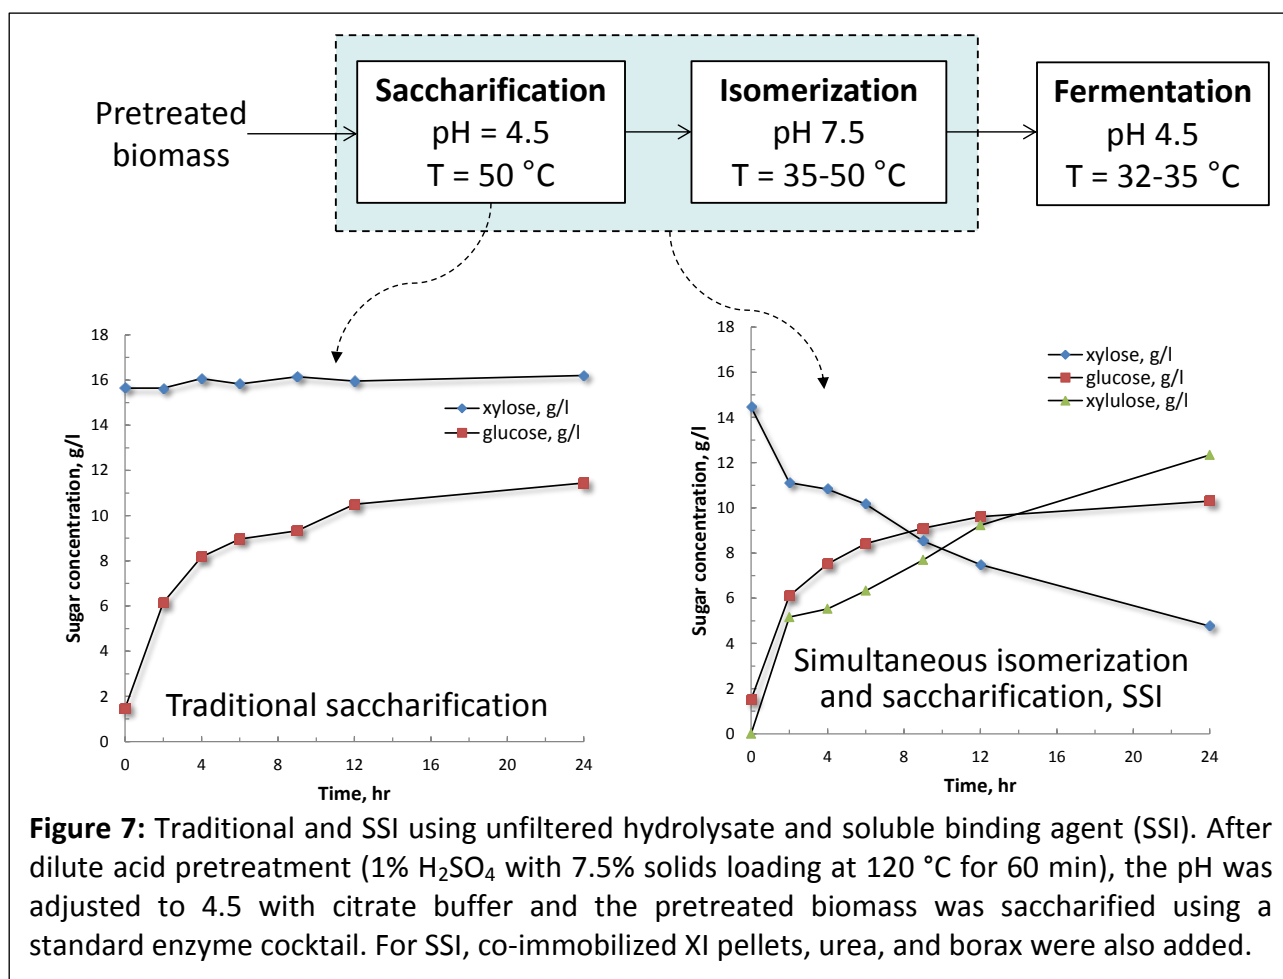 Pretreated
biomass
Saccharification
pH = 4.5
T = 50 °C
Isomerization
pH 7.5
T = 35-50 °C
Fermentation
pH 4.5
T = 32-35 °C
18
16
14
12
10
8
6
4
2
0
Sugar concentration, g/l
xylose, g/l
glucose, g/l
Traditional saccharification
0
4
8
12
16
20
24
Time, hr
18
16
14
12
10
8
6
4
2
0
Sugar concentration, g/l
xylose, g/l
glucose, g/l
xylulose, g/l
Simultaneous isomerization
and saccharification, SSI
0
4
8
12
16
20
24
Time, hr
Figure 7: Traditional and SSI using unfiltered hydrolysate and soluble binding agent (SSI). After
dilute acid pretreatment (1% H₂SO₄ with 7.5% solids loading at 120 °C for 60 min), the pH was
adjusted to 4.5 with citrate buffer and the pretreated biomass was saccharified using a
standard enzyme cocktail. For SSI, co-immobilized XI pellets, urea, and borax were also added.